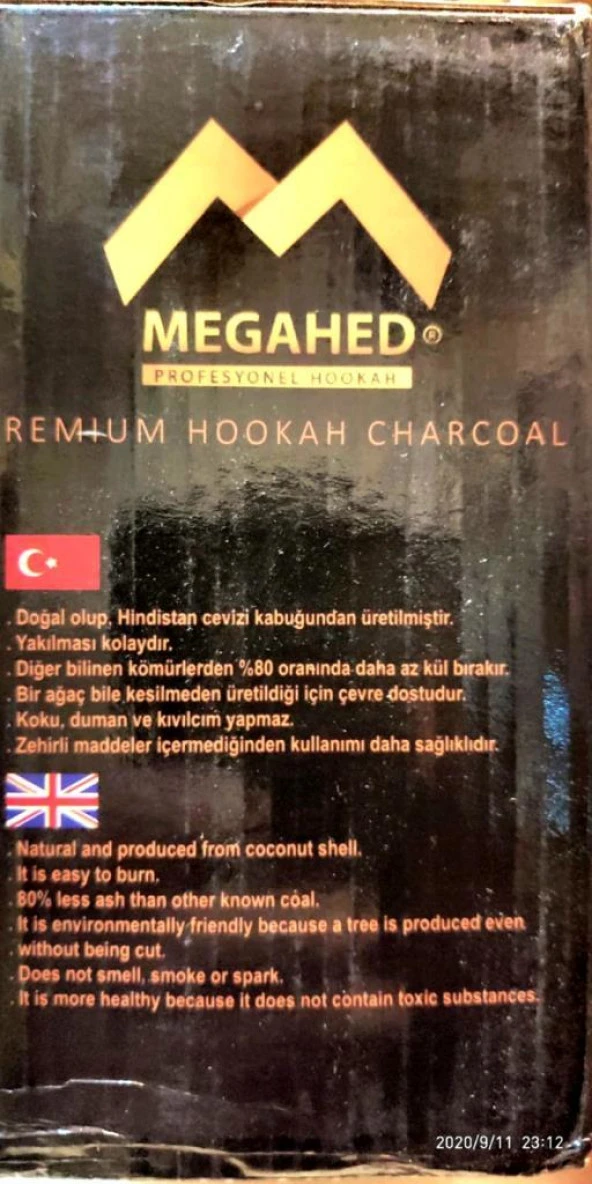 MEGAHED®
PROFESYONEL HOOKAH
REMIUM HOOKAH CHARCOAL
. Doğal olup, Hindistan cevizi kabuğundan üretilmiştir.
. Yakılması kolaydır.
. Diğer bilinen kömürlerden %80 oranında daha az kül bırakır.
. Bir ağaç bile kesilmeden üretildiği için çevre dostudur.
. Koku, duman ve kıvılcım yapmaz.
. Zehirli maddeler içermediğinden kullanımı daha sağlıklıdır.
. Natural and produced from coconut shell.
. It is easy to burn.
. 80% less ash than other known coal.
. It is environmentally friendly because a tree is produced even
. without being cut.
. Does not smell, smoke or spark.
. It is more healthy because it does not contain toxic substances.
2020/9/11 23:12